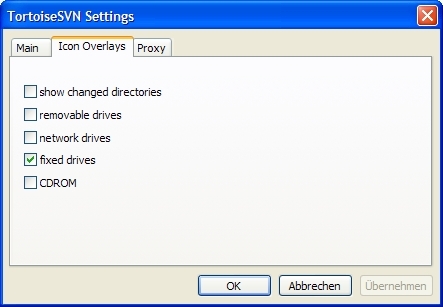 TortoiseSVN Settings
Main Icon Overlays Proxy
show changed directories
removable drives
network drives
fixed drives
CDROM
OK Abbrechen Übernehmen